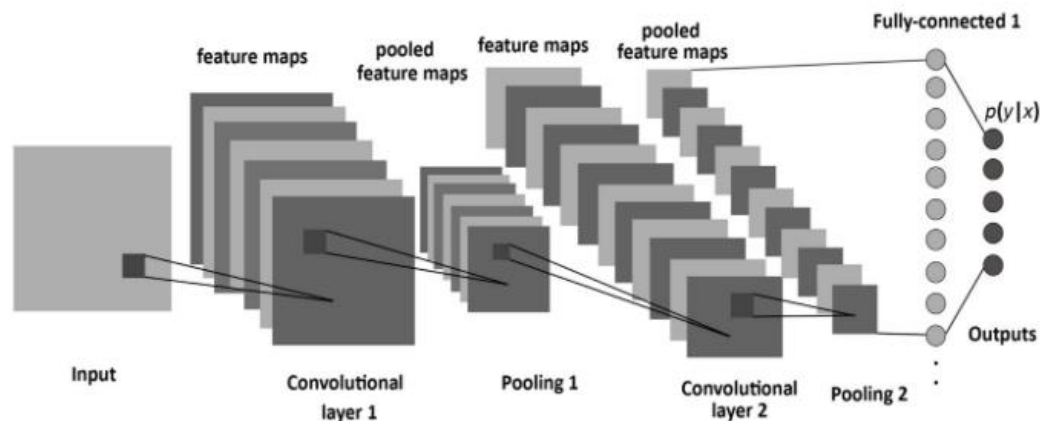 Fully-connected 1
feature maps
pooled
feature maps
feature maps
pooled
feature maps
p(y|x)
Input
Convolutional
layer 1
Pooling 1
Convolutional
layer 2
Pooling 2
Outputs